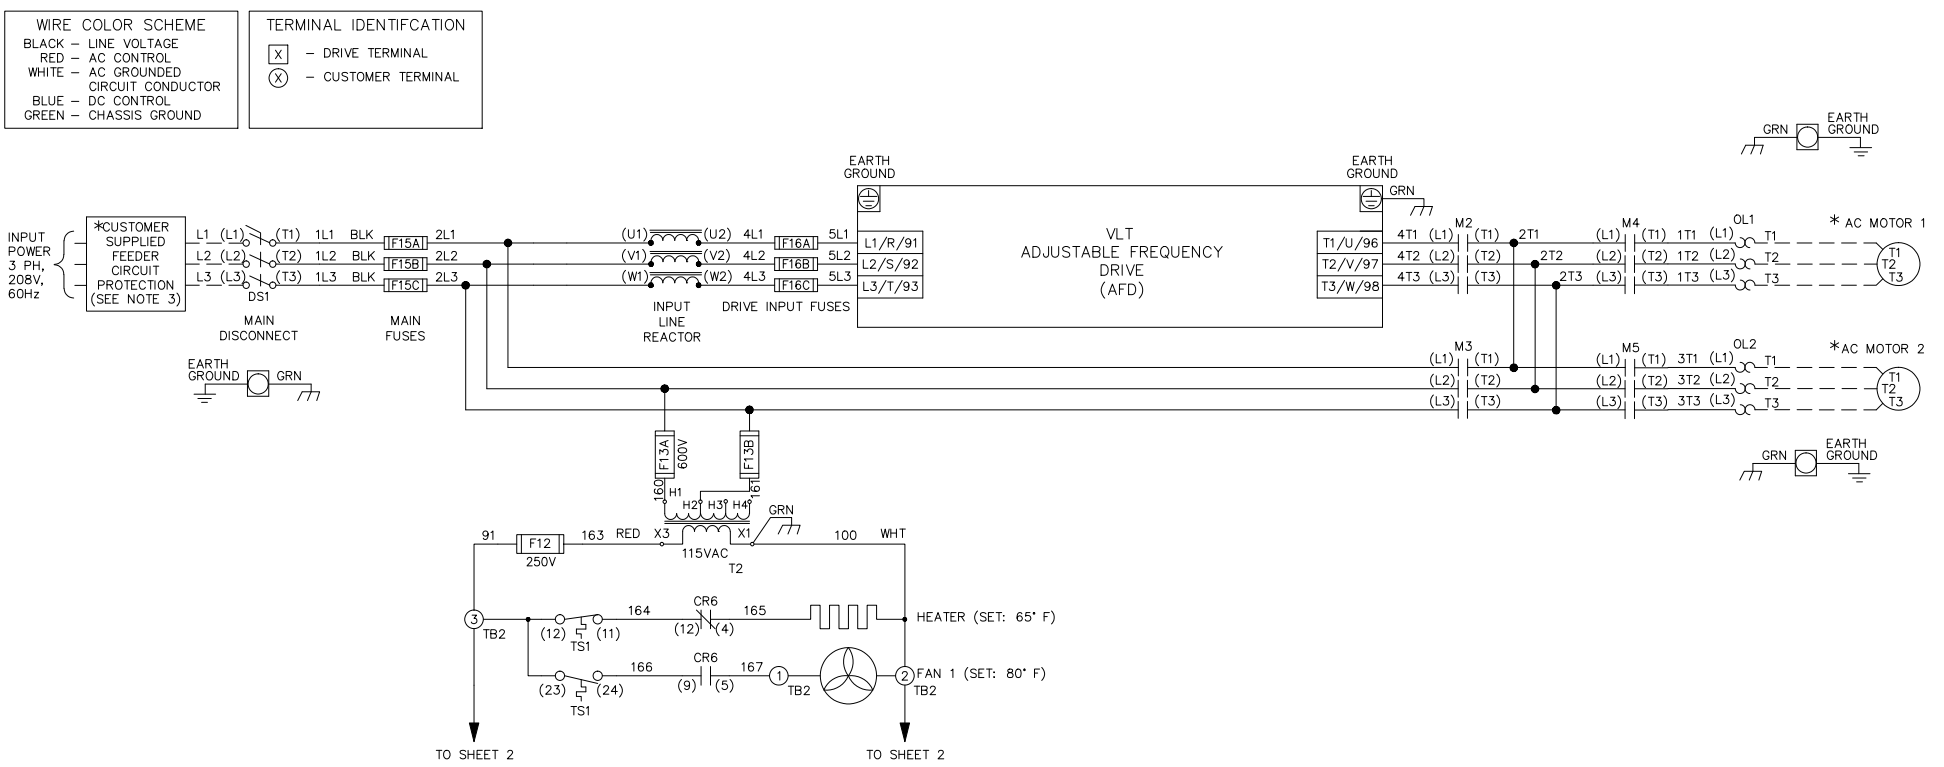 WIRE COLOR SCHEME
BLACK – LINE VOLTAGE
RED – AC CONTROL
WHITE – AC GROUNDED
CIRCUIT CONDUCTOR
BLUE – DC CONTROL
GREEN – CHASSIS GROUND
TERMINAL IDENTIFCATION
X – DRIVE TERMINAL
X – CUSTOMER TERMINAL
INPUT
POWER
3 PH,
208V,
60Hz
*CUSTOMER
SUPPLIED
FEEDER
CIRCUIT
PROTECTION
(SEE NOTE 3)
L1 (L1) (T1) 1L1 BLK F15A 2L1
L2 (L2) (T2) 1L2 BLK F15B 2L2
L3 (L3) (T3) 1L3 BLK F15C 2L3
DS1
MAIN
DISCONNECT
MAIN
FUSES
EARTH
GROUND GRN
(U1) (U2) 4L1 F16A 5L1
(V1) (V2) 4L2 F16B 5L2
(W1) (W2) 4L3 F16C 5L3
INPUT
LINE
REACTOR
DRIVE INPUT FUSES
EARTH
GROUND
L1/R/91
L2/S/92
L3/T/93
VLT
ADJUSTABLE FREQUENCY
DRIVE
(AFD)
EARTH
GROUND
GRN
T1/U/96
T2/V/97
T3/W/98
M2 M4 OL1
4T1 (L1) (T1) 2T1 (L1) (T1) 1T1 (L1) T1
4T2 (L2) (T2) 2T2 (L2) (T2) 1T2 (L2) T2
4T3 (L3) (T3) 2T3 (L3) (T3) 1T3 (L3) T3
* AC MOTOR 1
T1
T2
T3
GRN EARTH
GROUND
M3 M5 OL2
(L1) (T1) (L1) (T1) 3T1 (L1) T1
(L2) (T2) (L2) (T2) 3T2 (L2) T2
(L3) (T3) (L3) (T3) 3T3 (L3) T3
*AC MOTOR 2
T1
T2
T3
GRN EARTH
GROUND
F13A
600V
F13B
160
161
H1
H2 H3 H4
GRN
91 F12 163 RED X3 X1 100 WHT
250V
115VAC
T2
3
TB2
(12) (11) 164 CR6 165
TS1
(12) (4)
HEATER (SET: 65° F)
(23) (24) 166 CR6 167 1
TS1
(9) (5)
TB2
2
TB2
FAN 1 (SET: 80° F)
TO SHEET 2
TO SHEET 2